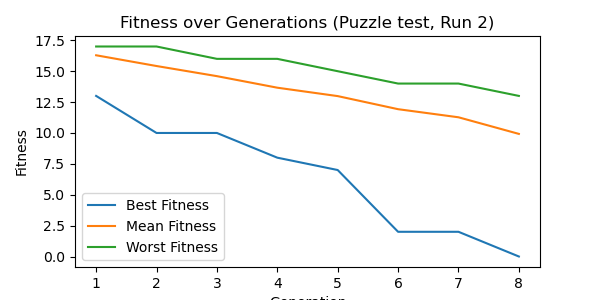 Fitness over Generations (Puzzle test, Run 2)
17.5
15.0
12.5
10.0
7.5
5.0
2.5
0.0
Fitness
Best Fitness
Mean Fitness
Worst Fitness
1 2 3 4 5 6 7 8
Generation